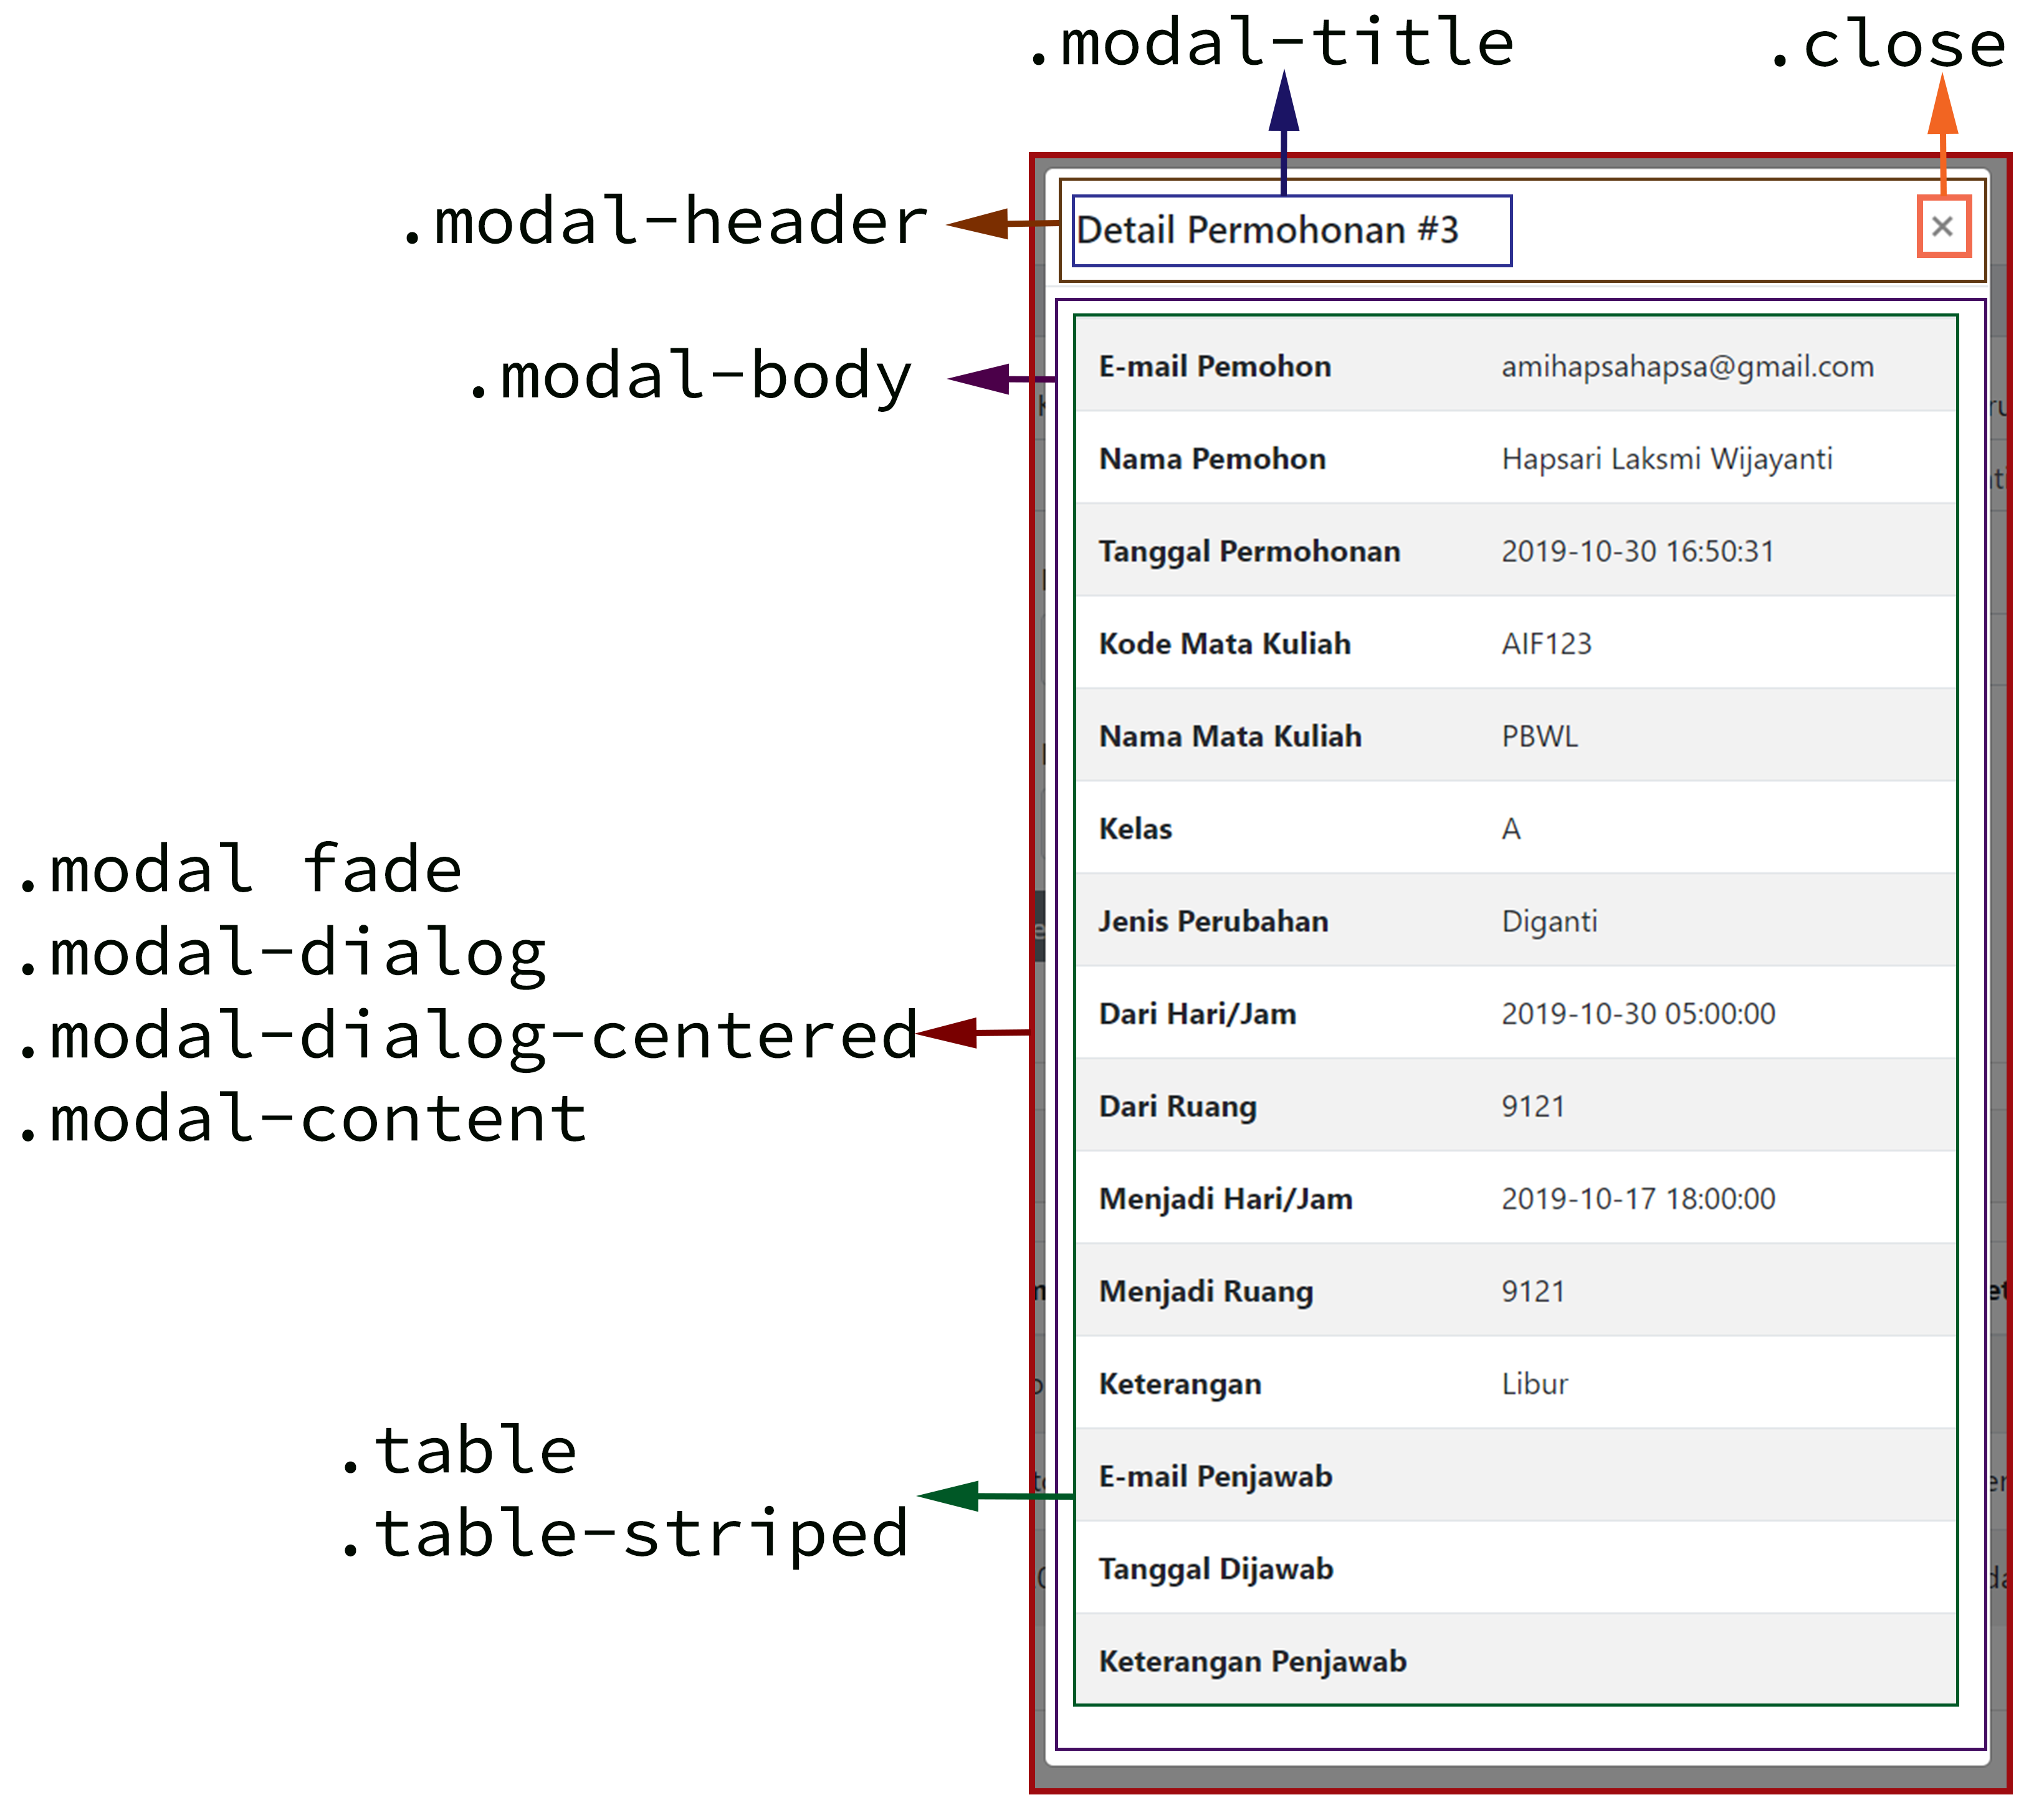 .modal-title
.close
.modal-header
Detail Permohonan #3
×
.modal-body
E-mail Pemohon amihapsahapsa@gmail.com
Nama Pemohon Hapsari Laksmi Wijayanti
Tanggal Permohonan 2019-10-30 16:50:31
Kode Mata Kuliah AIF123
Nama Mata Kuliah PBWL
Kelas A
.modal fade
.modal-dialog
.modal-dialog-centered
.modal-content
Jenis Perubahan Diganti
Dari Hari/Jam 2019-10-30 05:00:00
Dari Ruang 9121
Menjadi Hari/Jam 2019-10-17 18:00:00
Menjadi Ruang 9121
Keterangan Libur
.table
.table-striped
E-mail Penjawab
Tanggal Dijawab
Keterangan Penjawab